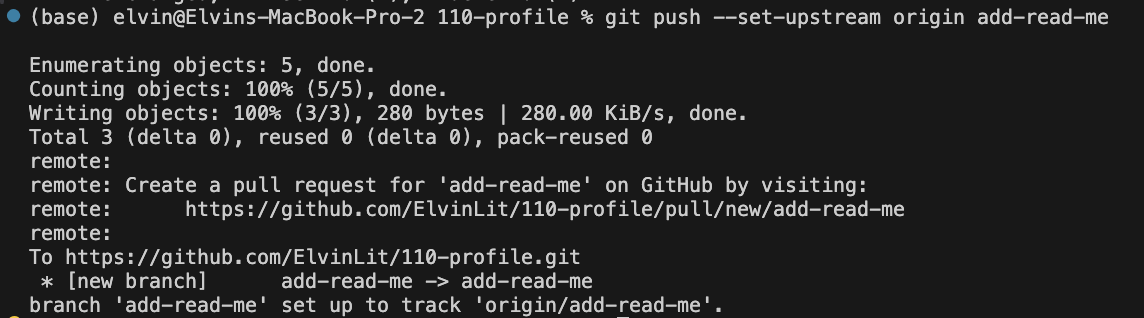 (base) elvin@Elvins-MacBook-Pro-2 110-profile % git push --set-upstream origin add-read-me
Enumerating objects: 5, done.
Counting objects: 100% (5/5), done.
Writing objects: 100% (3/3), 280 bytes | 280.00 KiB/s, done.
Total 3 (delta 0), reused 0 (delta 0), pack-reused 0
remote:
remote: Create a pull request for 'add-read-me' on GitHub by visiting:
remote:      https://github.com/ElvinLit/110-profile/pull/new/add-read-me
remote:
To https://github.com/ElvinLit/110-profile.git
 * [new branch]      add-read-me -> add-read-me
branch 'add-read-me' set up to track 'origin/add-read-me'.